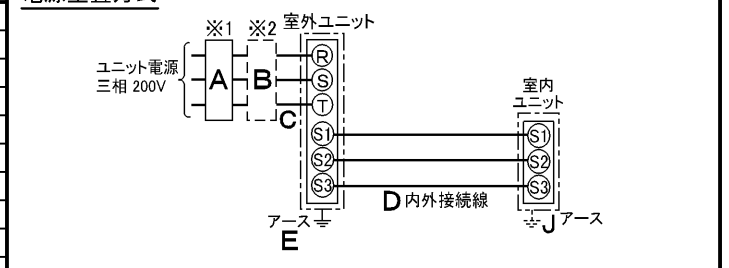 電源重畳方式
※1 ※2 室外ユニット
ユニット電源
三相 200V
A
B
C
R
S
T
S1
S2
S3
D 内外接続線
アース
E
室内
ユニット
S1
S2
S3
J アース